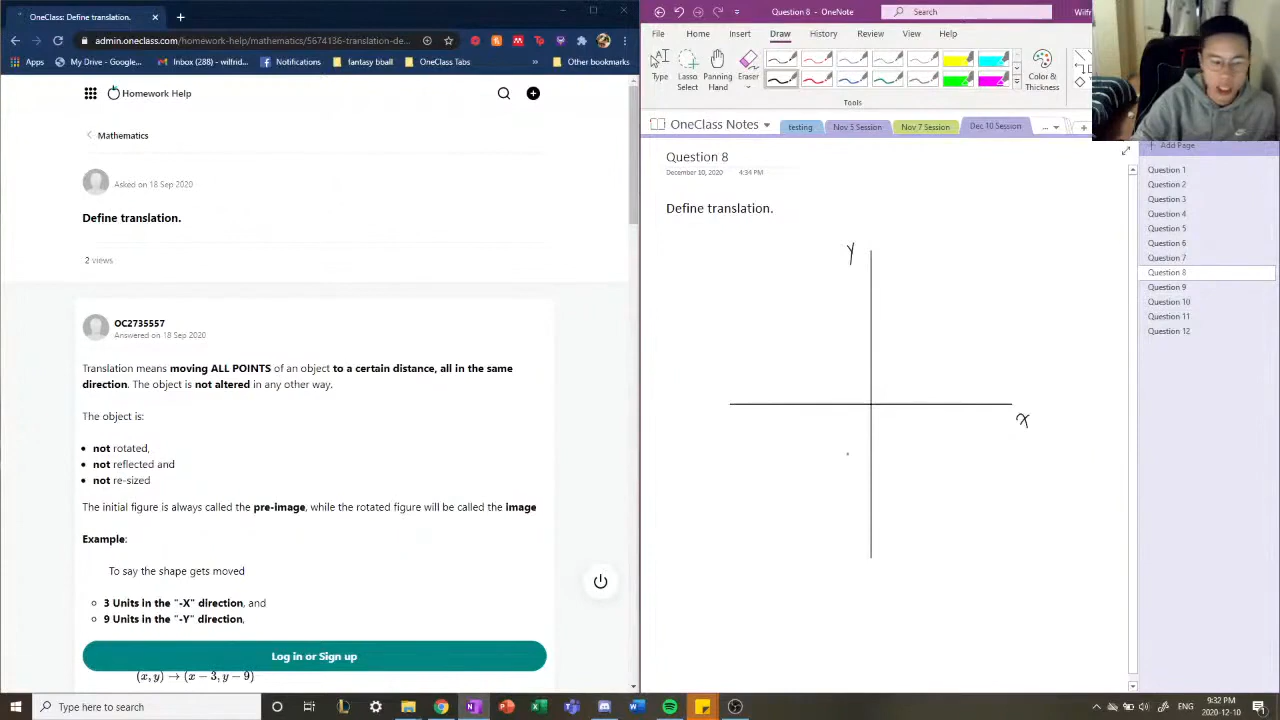 OneClass: Define translation.
admin.oneclass.com/homework-help/mathematics/5674136-translation-de...
Apps
My Drive - Google...
Inbox (288) - wilfrid...
Notifications
Fantasy bball
OneClass Tabs
Other bookmarks
Homework Help
Mathematics
Asked on 18 Sep 2020
Define translation.
2 views
OC2735557
Answered on 18 Sep 2020
Translation means moving ALL POINTS of an object to a certain distance, all in the same
direction. The object is not altered in any other way.
The object is:
not rotated,
not reflected and
not re-sized
The initial figure is always called the pre-image, while the rotated figure will be called the image
Example:
To say the shape gets moved
3 Units in the "-X" direction, and
9 Units in the "-Y" direction,
Log in or Sign up
(x, y) → (x − 3, y − 9)
Question 8 - OneNote
Search
File Home Insert Draw History Review View Help
Type
Lasso Select
Panning Hand
Eraser
Color & Thickness
Tools
OneClass Notes
testing
Nov 5 Session
Nov 7 Session
Dec 10 Session
Question 8
December 10, 2020 4:34 PM
Define translation.
y
x
Add Page
Question 1
Question 2
Question 3
Question 4
Question 5
Question 6
Question 7
Question 8
Question 9
Question 10
Question 11
Question 12
Type here to search
ENG
9:32 PM
2020-12-10